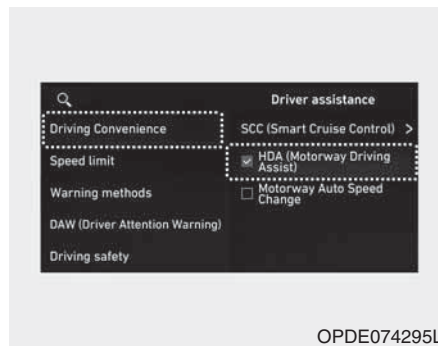 Driver assistance
Driving Convenience
Speed limit
Warning methods
DAW (Driver Attention Warning)
Driving safety
SCC (Smart Cruise Control) >
HDA (Motorway Driving
Assist)
Motorway Auto Speed
Change
OPDE074295L